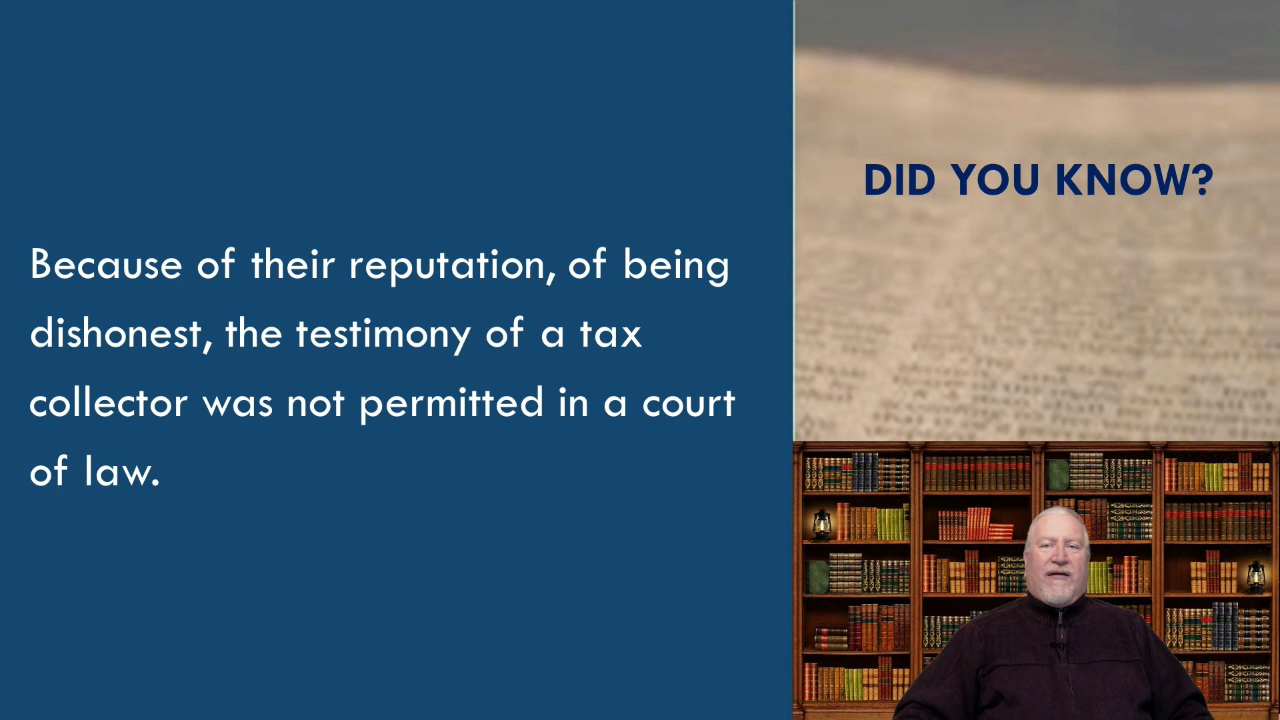 DID YOU KNOW?
Because of their reputation, of being
dishonest, the testimony of a tax
collector was not permitted in a court
of law.